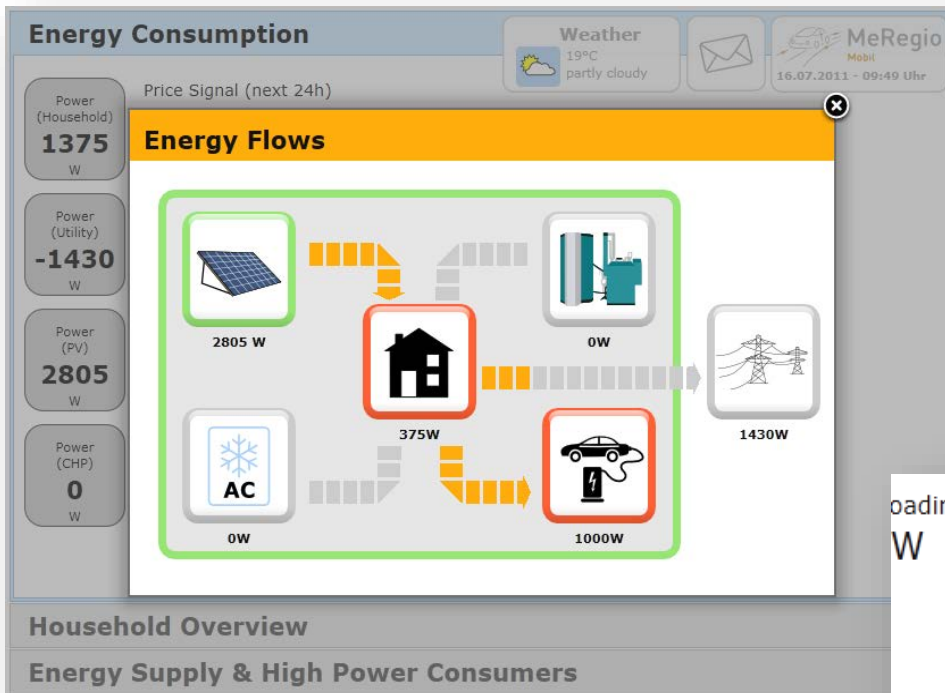 Energy Consumption
Weather
19°C
partly cloudy
MeRegio
Mobil
16.07.2011 - 09:49 Uhr
Power
(Household)
1375
W
Price Signal (next 24h)
Energy Flows
Power
(Utility)
-1430
W
2805 W
0W
Power
(PV)
2805
W
375W
1430W
Power
(CHP)
0
W
AC
0W
1000W
W
Household Overview
Energy Supply & High Power Consumers